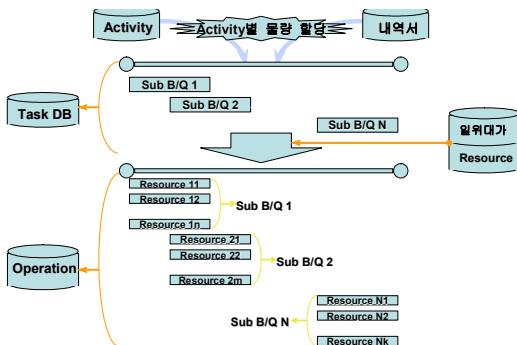 Activity
Activity별 물량 할당
내역서
Sub B/Q 1
Sub B/Q 2
Task DB
Sub B/Q N
일위대가
Resource
Resource 11
Resource 12
Sub B/Q 1
Resource 1n
Resource 21
Resource 22
Sub B/Q 2
Operation
Resource 2m
Resource N1
Resource N2
Sub B/Q N
Resource Nk